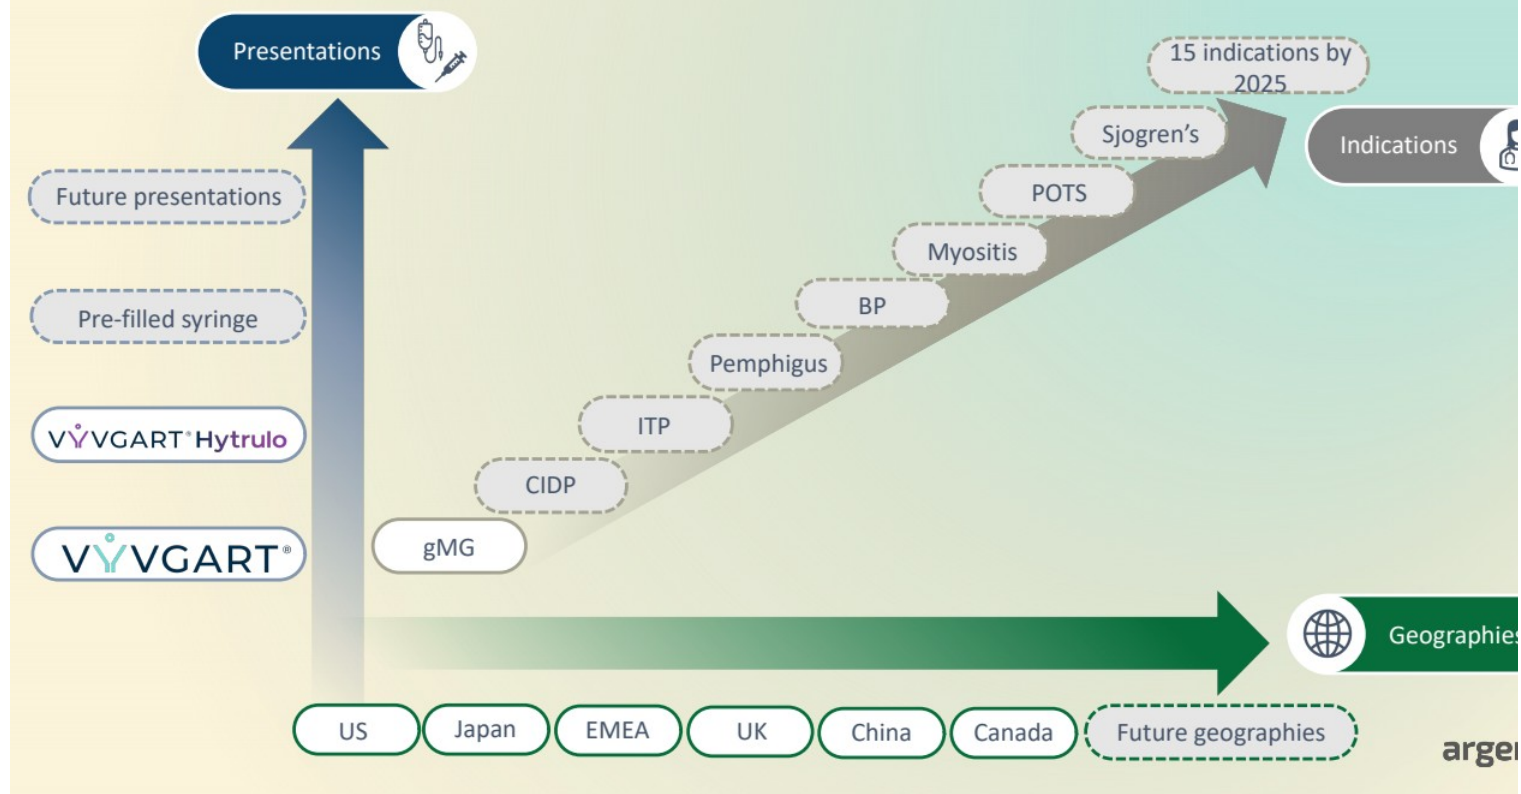 Presentations
15 indications by
2025
Sjogren's
Indications
Future presentations
POTS
Myositis
Pre-filled syringe
BP
Pemphigus
VYVGART® Hytrulo
ITP
CIDP
VYVGART®
gMG
Geographies
US
Japan
EMEA
UK
China
Canada
Future geographies